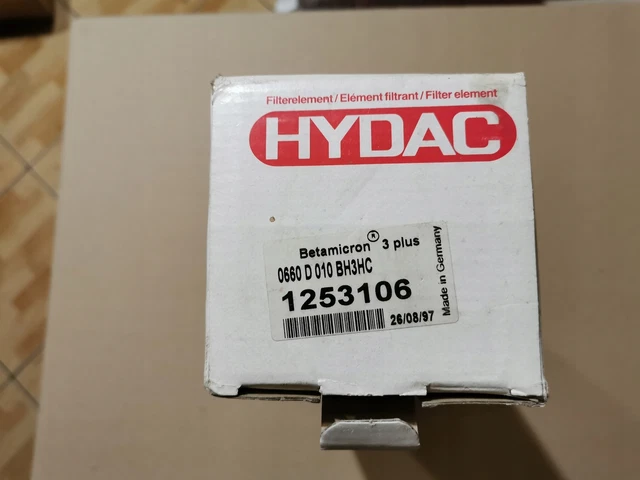 Filterelement / Elément filtrant / Filter element
HYDAC
Betamicron® 3 plus
0660 D 010 BH3HC
1253106
26/08/97
Made in Germany